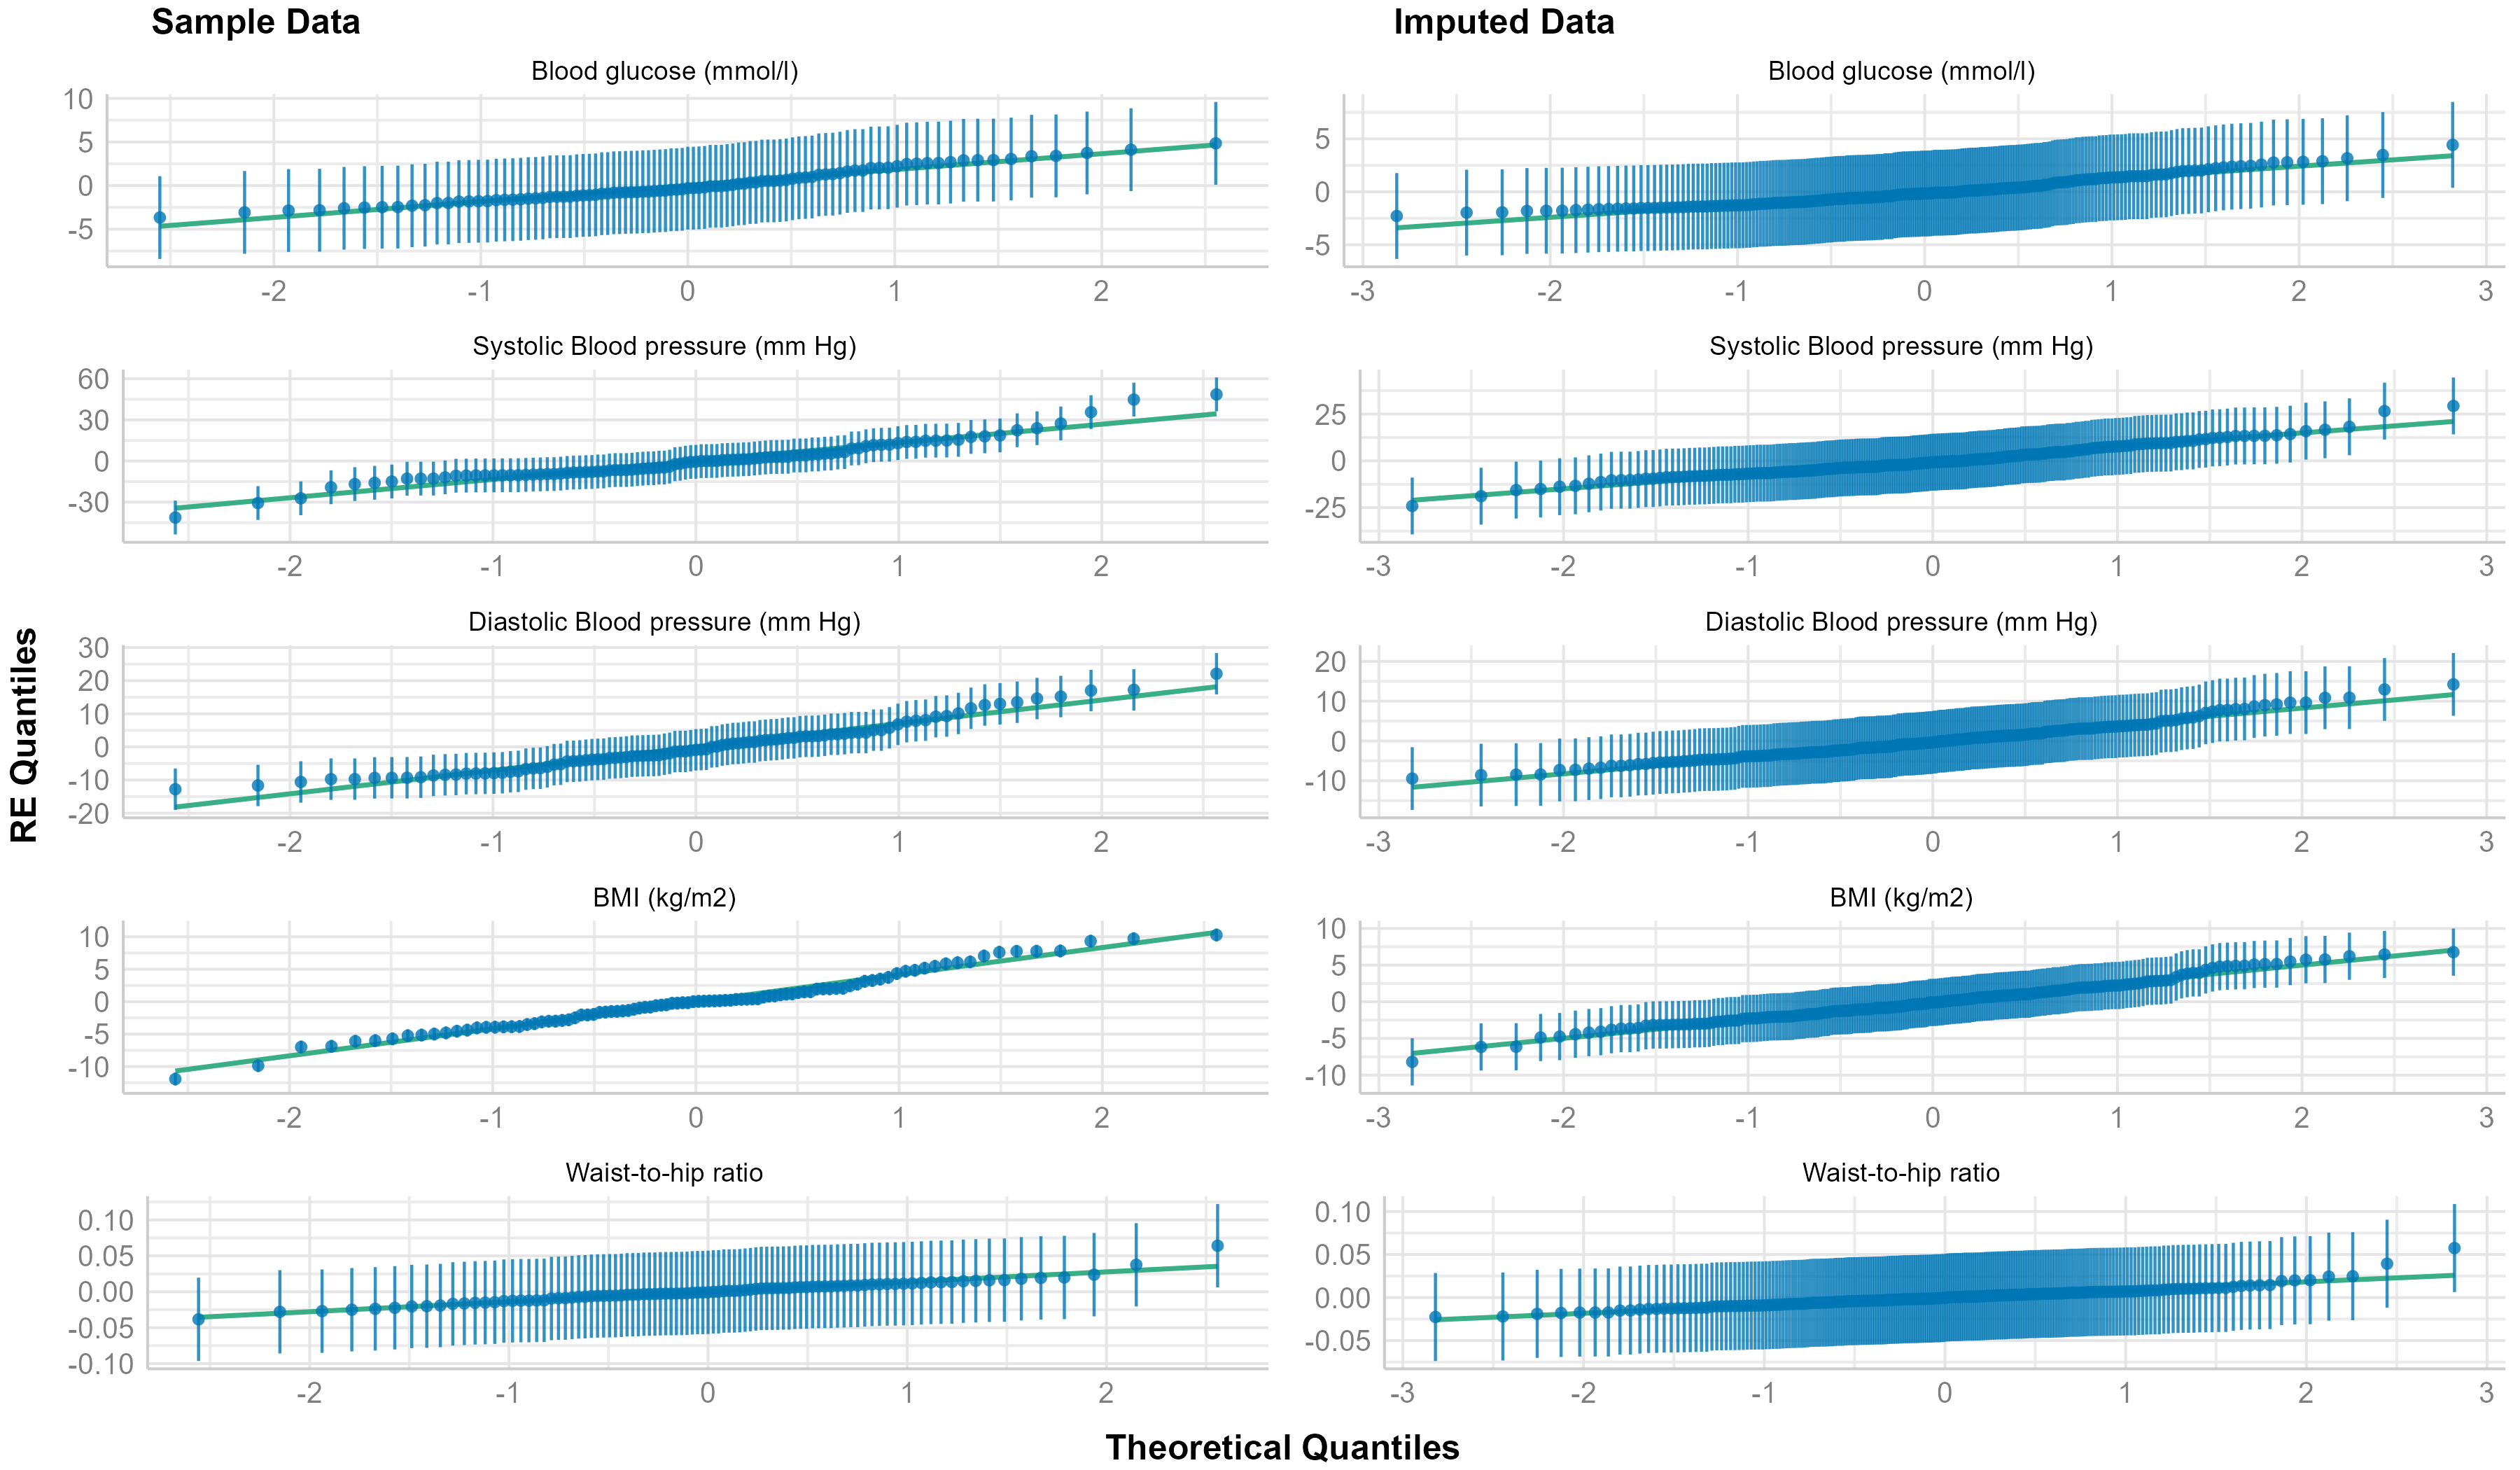 Sample Data
Imputed Data
Blood glucose (mmol/l)
Blood glucose (mmol/l)
10
5
0
-5
-2 -1 0 1 2
5
0
-5
-3 -2 -1 0 1 2 3
Systolic Blood pressure (mm Hg)
Systolic Blood pressure (mm Hg)
60
30
0
-30
-2 -1 0 1 2
25
0
-25
-3 -2 -1 0 1 2 3
RE Quantiles
Diastolic Blood pressure (mm Hg)
Diastolic Blood pressure (mm Hg)
30
20
10
0
-10
-20
-2 -1 0 1 2
20
10
0
-10
-3 -2 -1 0 1 2 3
BMI (kg/m2)
BMI (kg/m2)
10
5
0
-5
-10
-2 -1 0 1 2
10
5
0
-5
-10
-3 -2 -1 0 1 2 3
Waist-to-hip ratio
Waist-to-hip ratio
0.10
0.05
0.00
-0.05
-0.10
-2 -1 0 1 2
0.10
0.05
0.00
-0.05
-3 -2 -1 0 1 2 3
Theoretical Quantiles